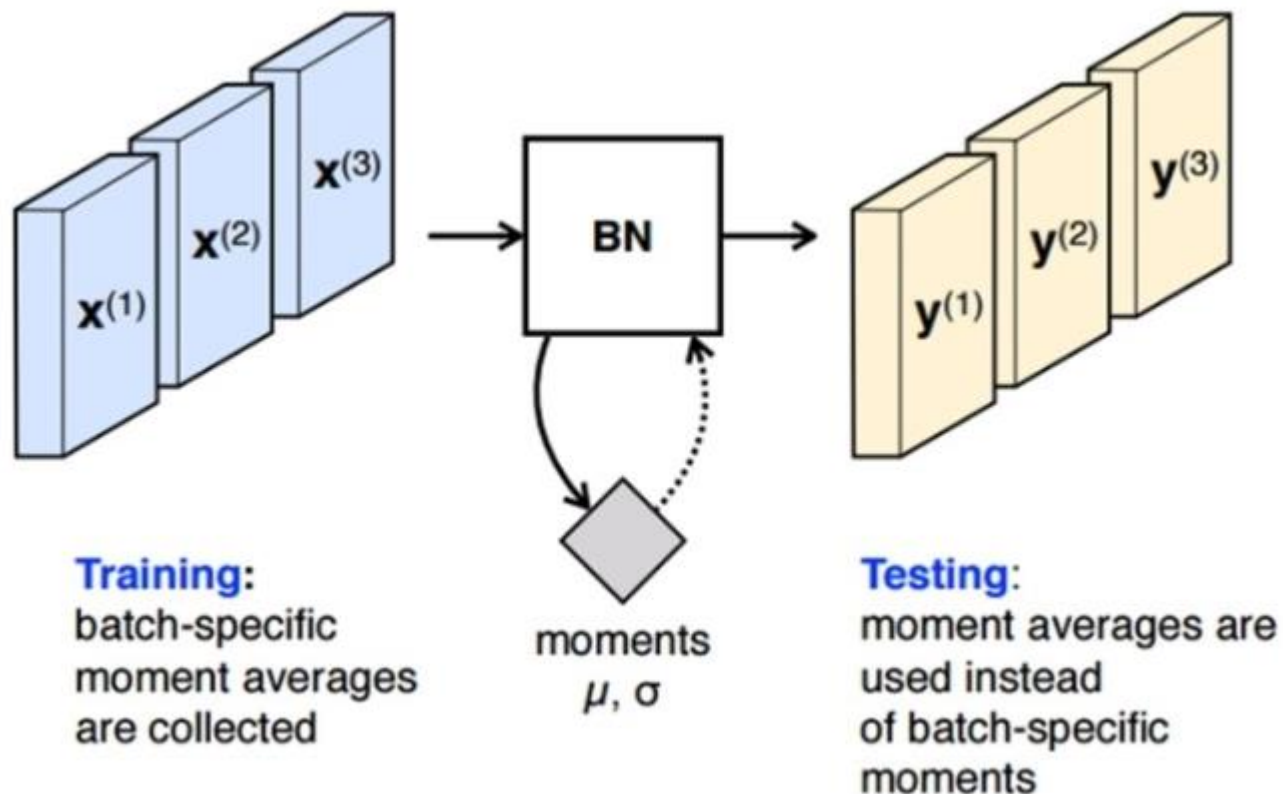 x(1)
x(2)
x(3)
BN
y(1)
y(2)
y(3)
moments
μ, σ
Training:
batch-specific
moment averages
are collected
Testing:
moment averages are
used instead
of batch-specific
moments